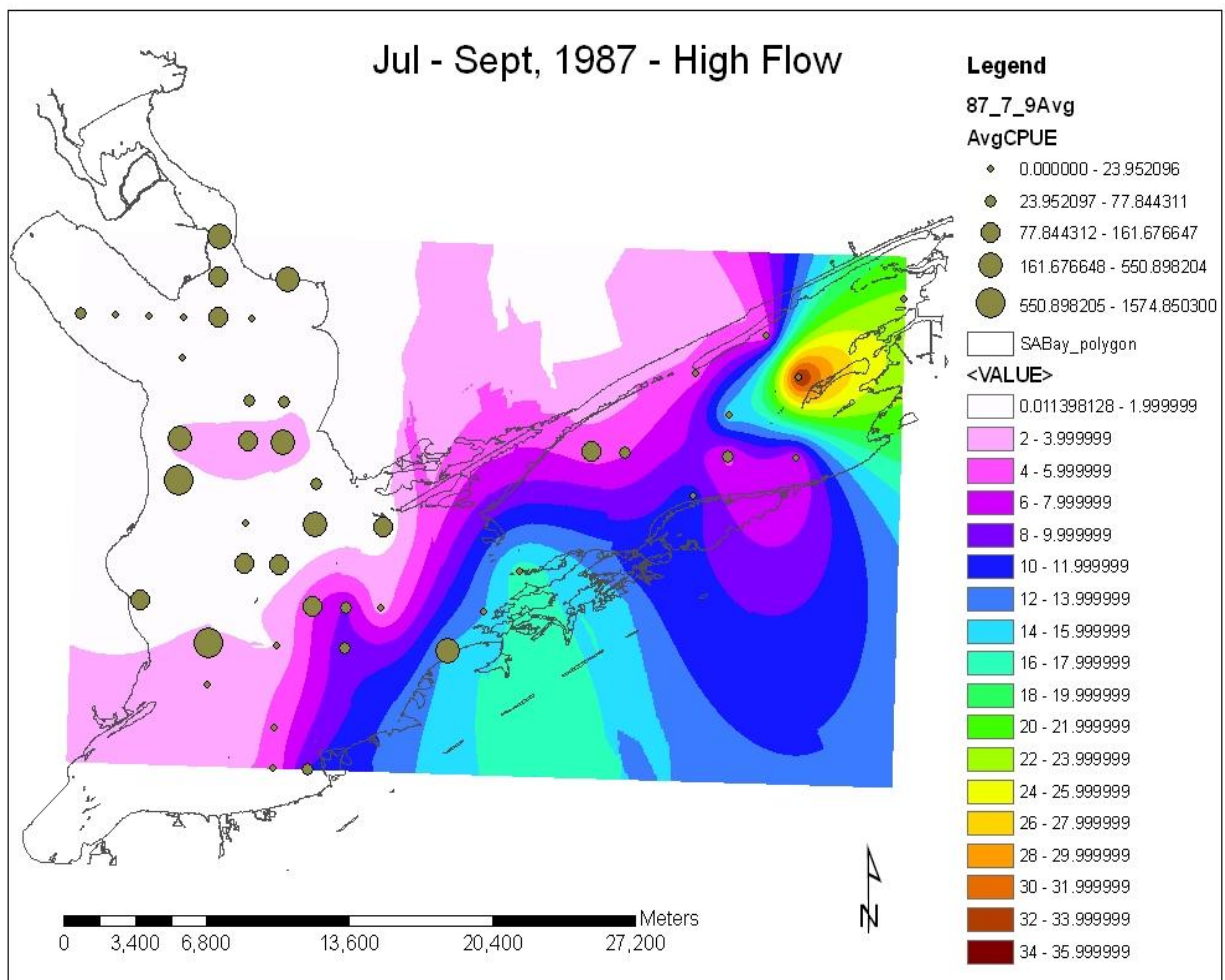 Jul - Sept, 1987 - High Flow
Legend
87_7_9Avg
AvgCPUE
0.000000 - 23.952096
23.952097 - 77.844311
77.844312 - 161.676647
161.676648 - 550.898204
550.898205 - 1574.850300
SABay_polygon
<VALUE>
0.011398128 - 1.999999
2 - 3.999999
4 - 5.999999
6 - 7.999999
8 - 9.999999
10 - 11.999999
12 - 13.999999
14 - 15.999999
16 - 17.999999
18 - 19.999999
20 - 21.999999
22 - 23.999999
24 - 25.999999
26 - 27.999999
28 - 29.999999
30 - 31.999999
32 - 33.999999
34 - 35.999999
N
Meters
0 3,400 6,800 13,600 20,400 27,200